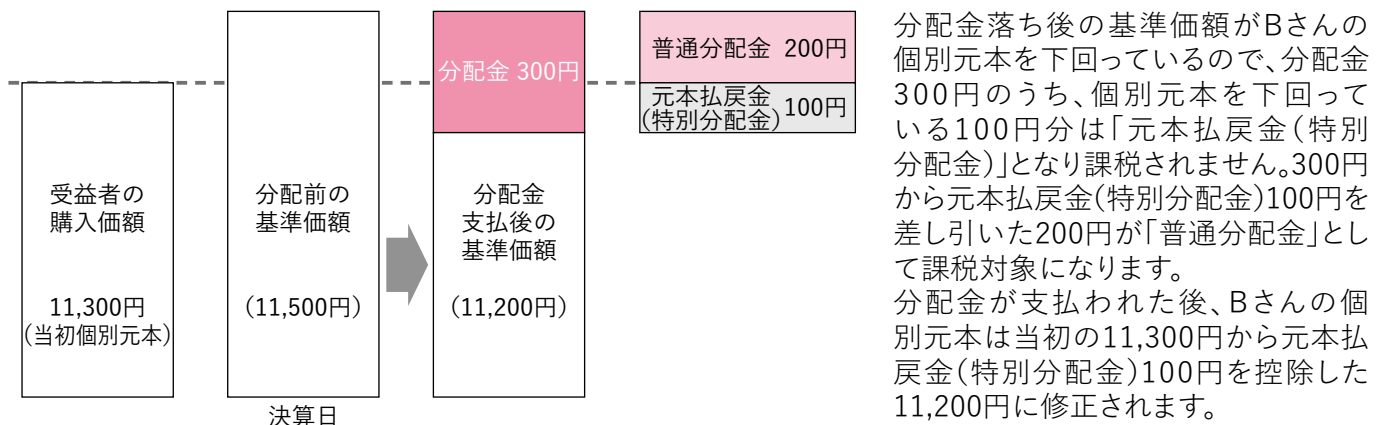 受益者の
購入価額
11,300円
(当初個別元本)
分配前の
基準価額
(11,500円)
決算日
分配金 300円
分配金
支払後の
基準価額
(11,200円)
普通分配金 200円
元本払戻金
(特別分配金)
100円
分配金落ち後の基準価額がBさんの
個別元本を下回っているので、分配金
300円のうち、個別元本を下回って
いる100円分は「元本払戻金(特別
分配金)」となり課税されません。300円
から元本払戻金(特別分配金)100円を
差し引いた200円が「普通分配金」とし
て課税対象になります。
分配金が支払われた後、Bさんの個
別元本は当初の11,300円から元本払
戻金(特別分配金)100円を控除した
11,200円に修正されます。